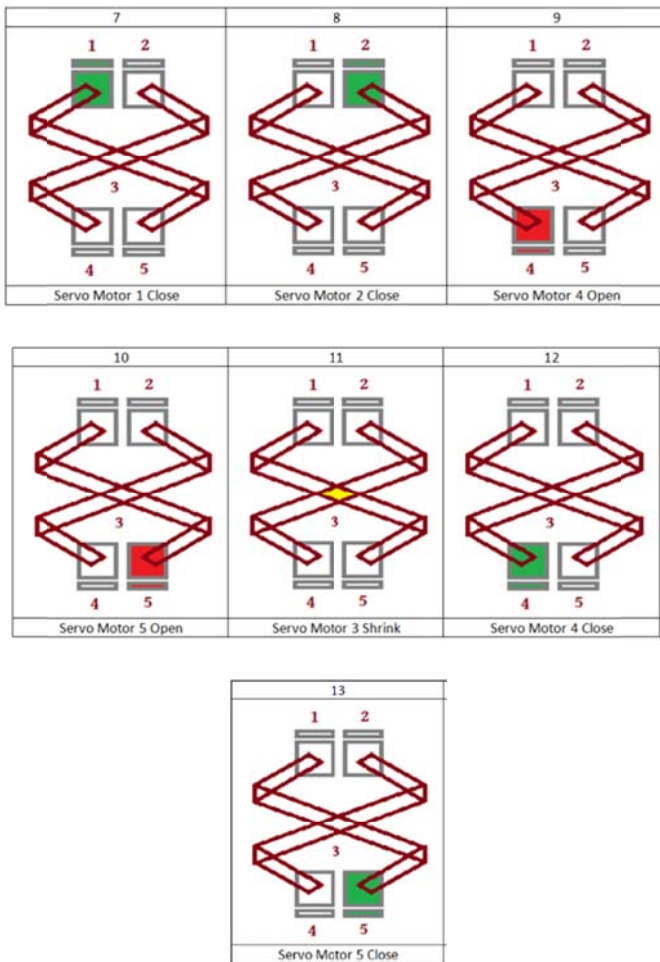 7 8 9
1 2 1 2 1 2
3 3 3
4 5 4 5 4 5
Servo Motor 1 Close Servo Motor 2 Close Servo Motor 4 Open
10 11 12
1 2 1 2 1 2
3 3 3
4 5 4 5 4 5
Servo Motor 5 Open Servo Motor 3 Shrink Servo Motor 4 Close
13
1 2
3
4 5
Servo Motor 5 Close